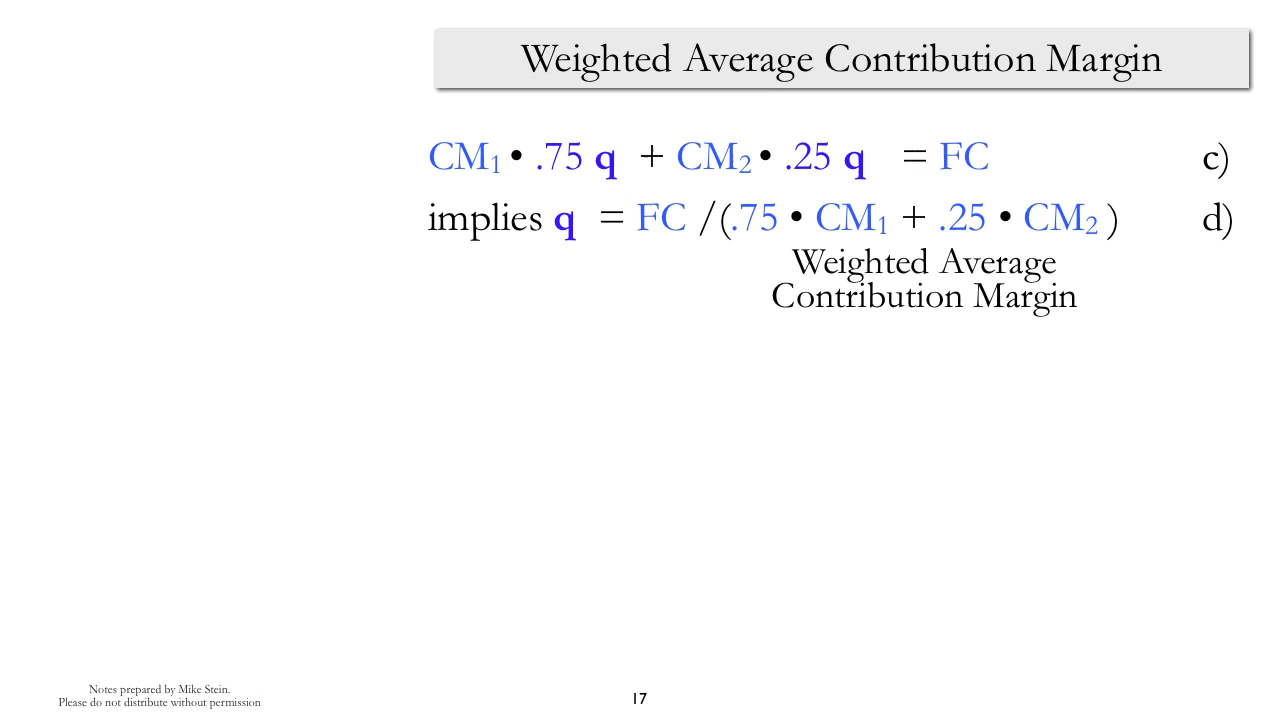 Weighted Average Contribution Margin
CM₁ • .75 q + CM₂ • .25 q = FC c)
implies q = FC /(.75 • CM₁ + .25 • CM₂ ) d)
Weighted Average
Contribution Margin
Notes prepared by Mike Stein.
Please do not distribute without permission
17